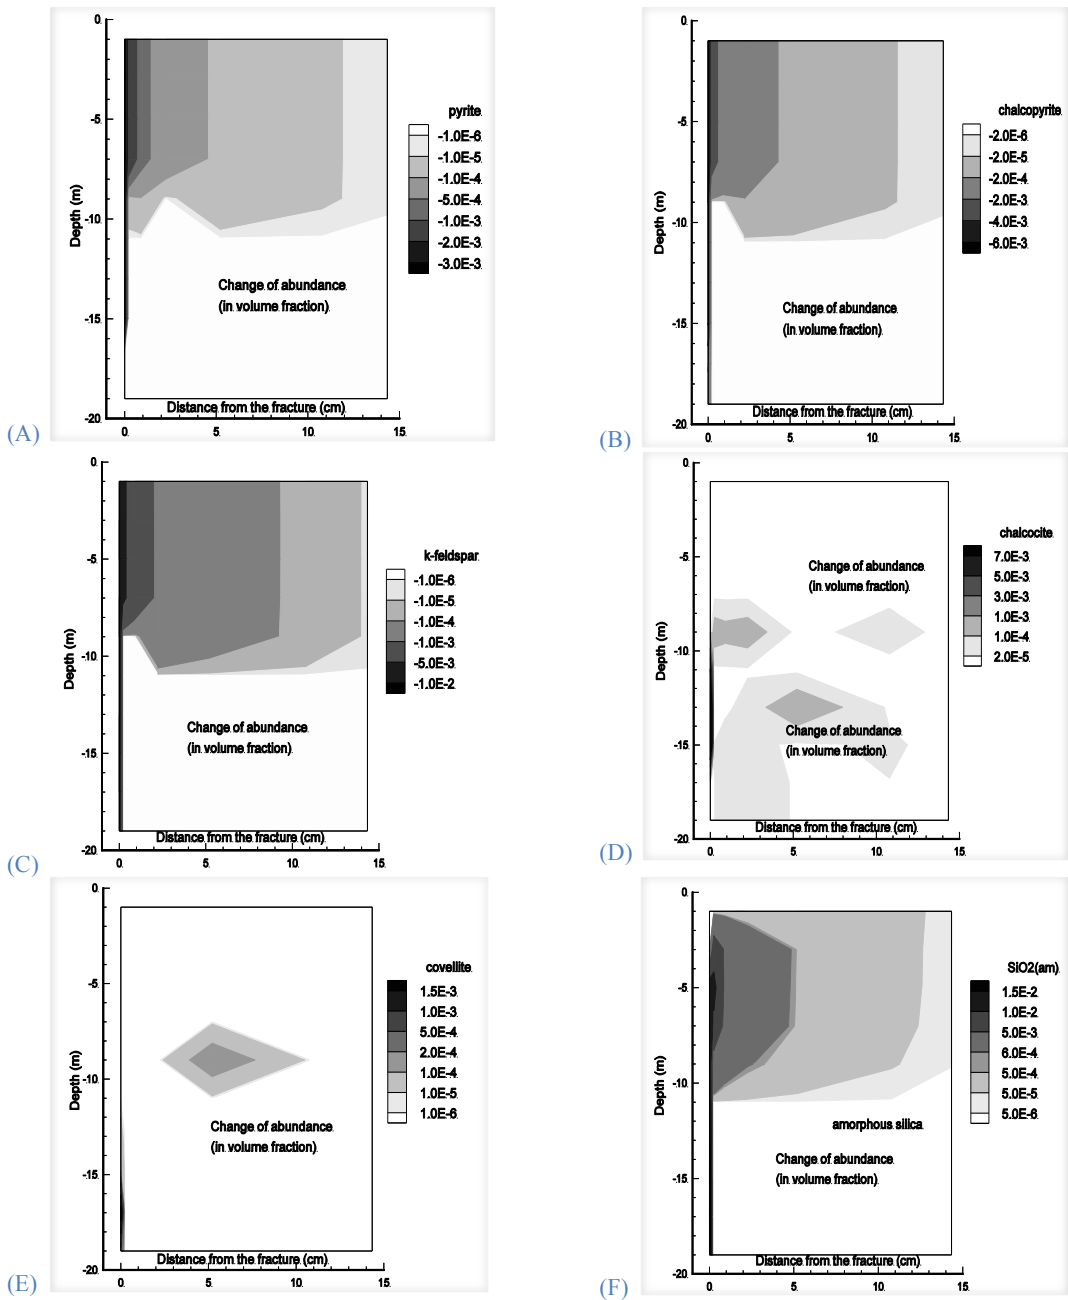 0.
-5.
-10.
-15.
-20.
0.
5.
10.
15.
Depth (m)
Distance from the fracture (cm).
Change of abundance.
(in volume fraction).
pyrite.
-1.0E-6.
-1.0E-5.
-1.0E-4.
-5.0E-4.
-1.0E-3.
-2.0E-3.
-3.0E-3.
(A)
0.
-5.
-10.
-15.
-20.
0.
5.
10.
15.
Depth (m)
Distance from the fracture (cm).
Change of abundance.
(in volume fraction).
chalcopyrite.
-2.0E-6.
-2.0E-5.
-2.0E-4.
-2.0E-3.
-4.0E-3.
-6.0E-3.
(B)
0.
-5.
-10.
-15.
-20.
0.
5.
10.
15.
Depth (m)
Distance from the fracture (cm).
Change of abundance.
(in volume fraction).
k-feldspar.
-1.0E-6.
-1.0E-5.
-1.0E-4.
-1.0E-3.
-5.0E-3.
-1.0E-2.
(C)
0.
-5.
-10.
-15.
-20.
0.
5.
10.
15.
Depth (m)
Distance from the fracture (cm).
Change of abundance.
(in volume fraction).
Change of abundance.
(in volume fraction).
chalcocite.
7.0E-3.
5.0E-3.
3.0E-3.
1.0E-3.
1.0E-4.
2.0E-5.
(D)
0.
-5.
-10.
-15.
-20.
0.
5.
10.
15.
Depth (m)
Distance from the fracture (cm).
Change of abundance.
(in volume fraction).
covellite.
1.5E-3.
1.0E-3.
5.0E-4.
2.0E-4.
1.0E-4.
1.0E-5.
1.0E-6.
(E)
0.
-5.
-10.
-15.
-20.
0.
5.
10.
15.
Depth (m)
Distance from the fracture (cm).
amorphous silica.
Change of abundance.
(in volume fraction).
SiO2(am).
1.5E-2.
1.0E-2.
5.0E-3.
6.0E-4.
5.0E-4.
5.0E-5.
5.0E-6.
(F)